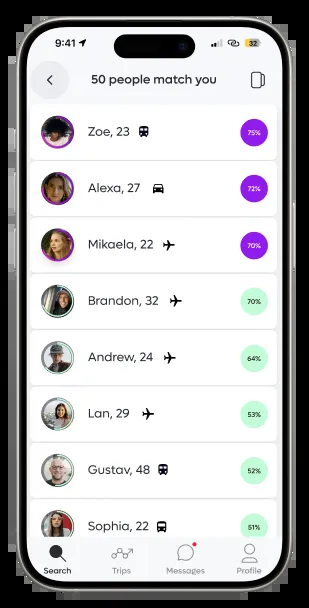 9:41 32
50 people match you
Zoe, 23 75%
Alexa, 27 72%
Mikaela, 22 70%
Brandon, 32 70%
Andrew, 24 64%
Lan, 29 53%
Gustav, 48 52%
Sophia, 22 51%
Search Trips Messages Profile